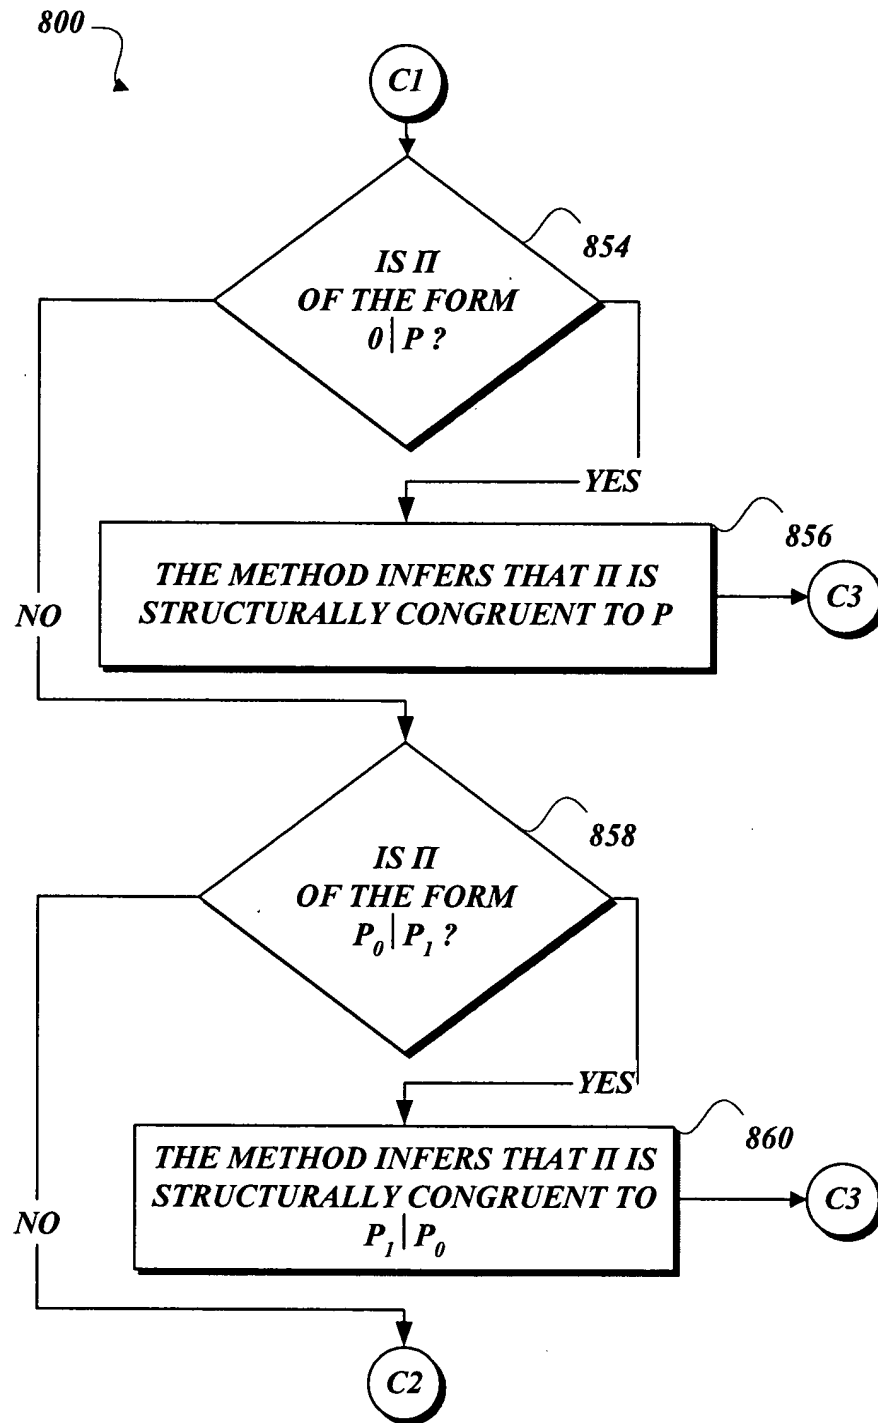 800
C1
IS Π
OF THE FORM
0 | P ?
854
YES
856
THE METHOD INFERS THAT Π IS
STRUCTURALLY CONGRUENT TO P
C3
NO
858
IS Π
OF THE FORM
P₀ | P₁ ?
YES
860
THE METHOD INFERS THAT Π IS
STRUCTURALLY CONGRUENT TO
P₁ | P₀
C3
NO
C2